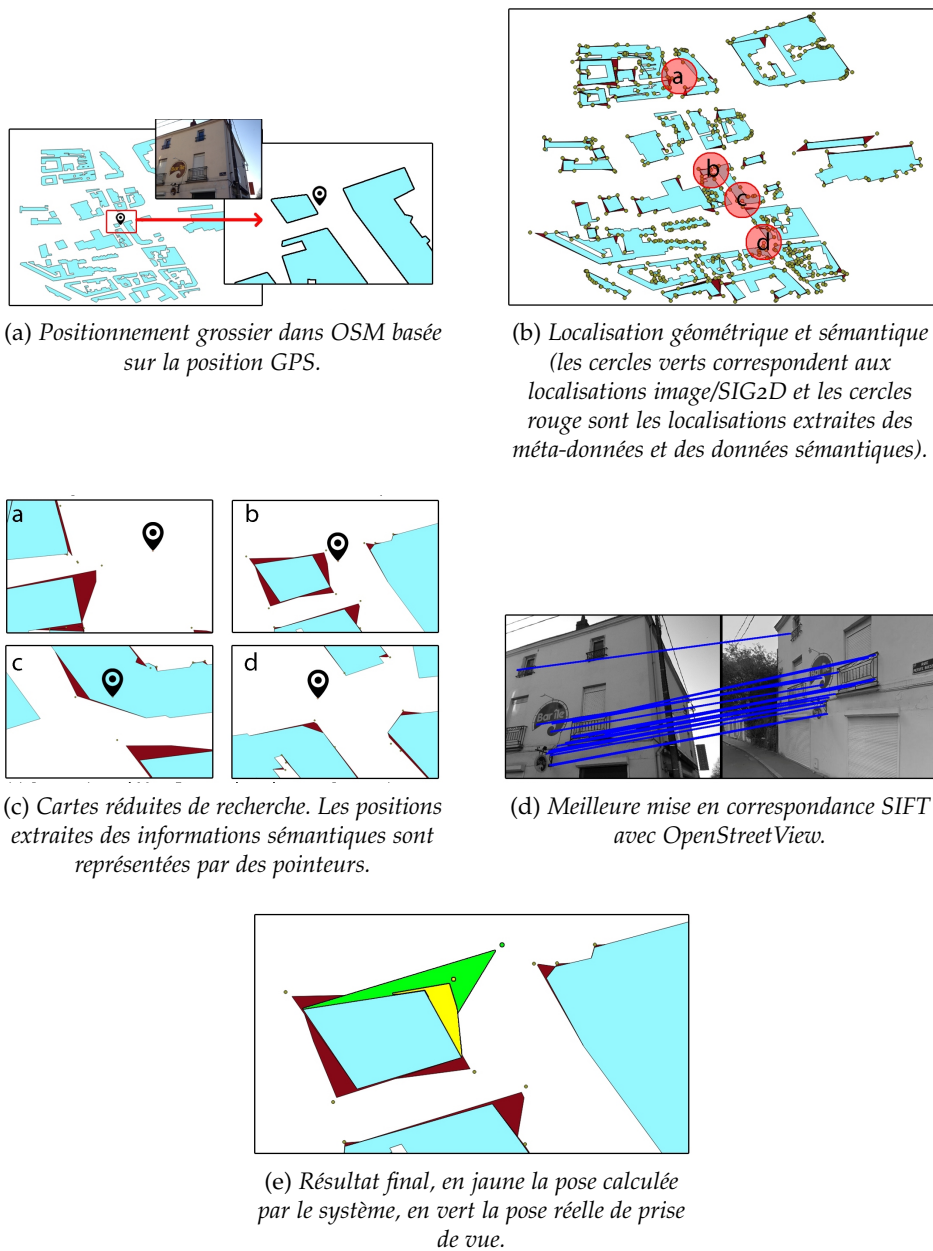 a
b
c
d
(a) Positionnement grossier dans OSM basée
sur la position GPS.
(b) Localisation géométrique et sémantique
(les cercles verts correspondent aux
localisations image/SIG2D et les cercles
rouge sont les localisations extraites des
méta-données et des données sémantiques).
a
b
c
d
(c) Cartes réduites de recherche. Les positions
extraites des informations sémantiques sont
représentées par des pointeurs.
Bar
(d) Meilleure mise en correspondance SIFT
avec OpenStreetView.
(e) Résultat final, en jaune la pose calculée
par le système, en vert la pose réelle de prise
de vue.